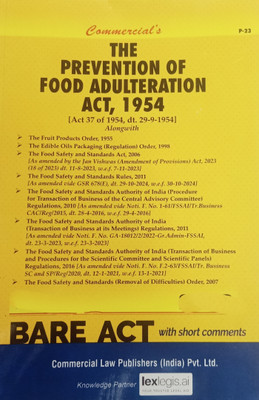 Commercial's
P-33
THE
PREVENTION OF
FOOD ADULTERATION
ACT, 1954
[Act 37 of 1954, dt. 29-9-1954]
Alongwith
The Fruit Products Order, 1955
The Edible Oils Packaging (Regulation) Order, 1998
The Food Safety and Standards Act, 2006
[As amended by the Jan Vishwas (Amendment of Provisions) Act, 2023
(18 of 2023) dt. 11-8-2023, w.e.f. 7-11-2023]
The Food Safety and Standards Rules, 2011
[As amended vide GSR 679(E), dt. 29-10-2024, w.e.f. 30-10-2024]
The Food Safety and Standards Authority of India (Procedure
for Transaction of Business of the Central Advisory Committee)
Regulations, 2010 [As amended vide Noti. F. No. 1-61/FSSAI/Tr. Business
CAC/Reg/2015, dt. 28-4-2016, w.e.f. 29-4-2016]
The Food Safety and Standards Authority of India
(Transaction of Business at its Meetings) Regulations, 2011
[As amended vide Noti. F. No. GA-13012/2/2022-Ge-Admin-FSSAI,
dt. 23-3-2023, w.e.f. 23-3-2023]
The Food Safety and Standards Authority of India (Transaction of Business
and Procedures for the Scientific Committee and Scientific Panels)
Regulations, 2016 [As amended vide Noti. F. No. F.2-63/FSSAI/Tr. Business
SC and SP/Reg/2020, dt. 12-1-2021, w.e.f. 15-1-2021]
The Food Safety and Standards (Removal of Difficulties) Order, 2007
BARE ACT with short comments
Commercial Law Publishers (India) Pvt. Ltd.
Knowledge Partner
lexlegis.ai